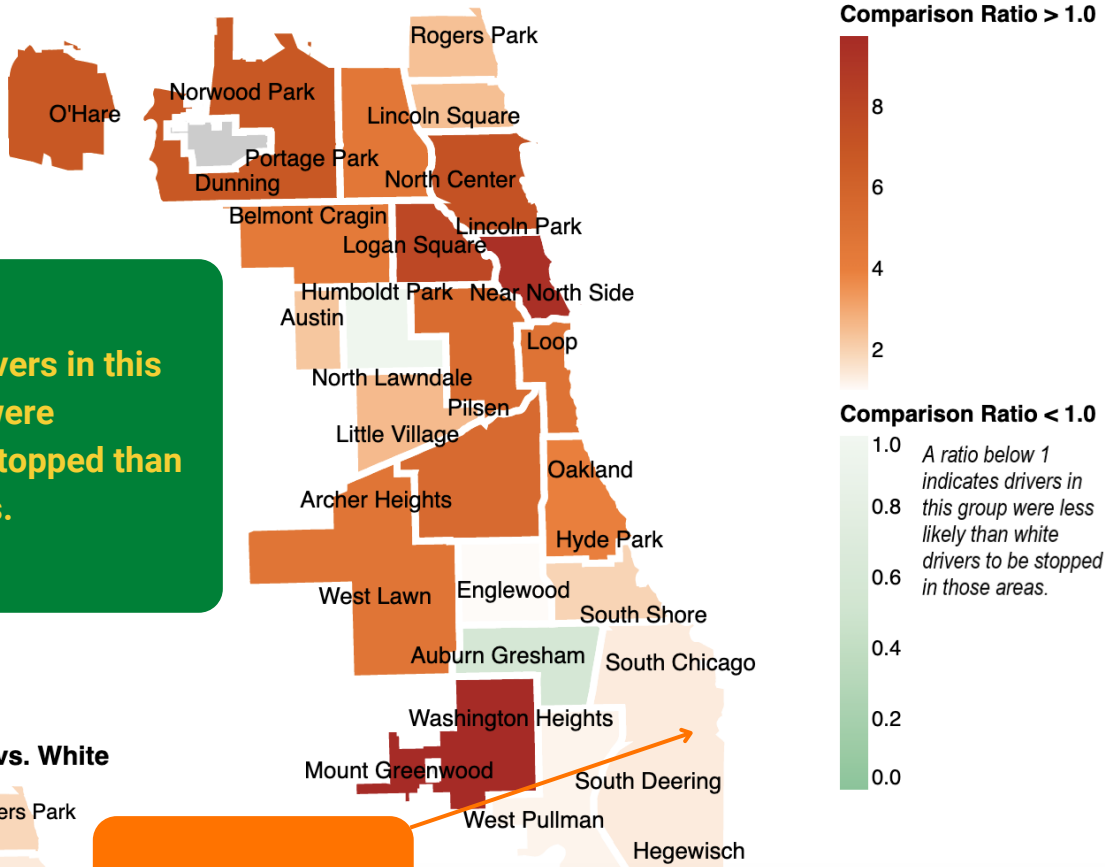 Rogers Park
O'Hare
Norwood Park
Lincoln Square
Portage Park
Dunning
North Center
Belmont Cragin
Lincoln Park
Logan Square
Humboldt Park
Near North Side
Austin
Loop
North Lawndale
Pilsen
Little Village
Oakland
Archer Heights
Hyde Park
Englewood
West Lawn
South Shore
Auburn Gresham
South Chicago
Washington Heights
Mount Greenwood
South Deering
West Pullman
Hegewisch
vers in this
vere
topped than
s.
vs. White
ers Park
Comparison Ratio > 1.0
8
6
4
2
Comparison Ratio < 1.0
1.0
0.8
0.6
0.4
0.2
0.0
A ratio below 1
indicates drivers in
this group were less
likely than white
drivers to be stopped
in those areas.